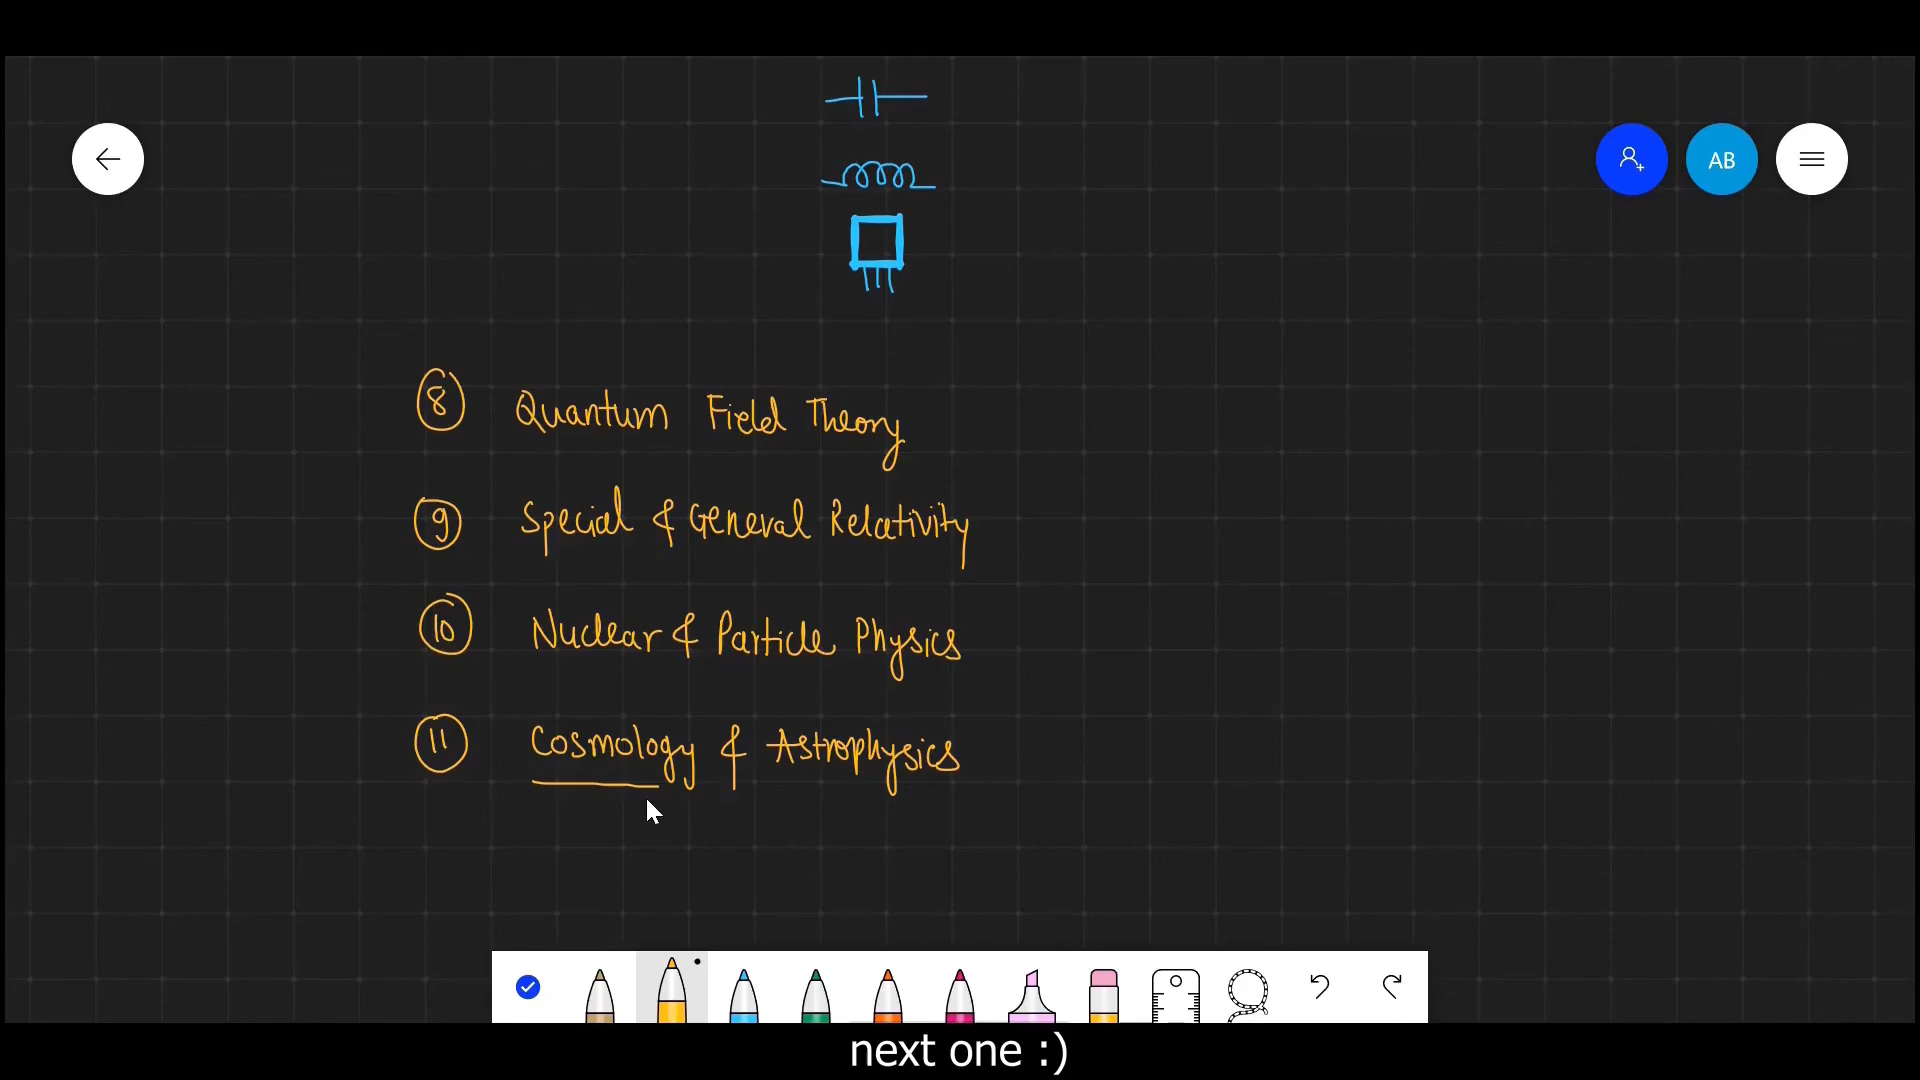 AB
8 Quantum Field Theory
9 Special & General Relativity
10 Nuclear & Particle Physics
11 Cosmology & Astrophysics
next one :)